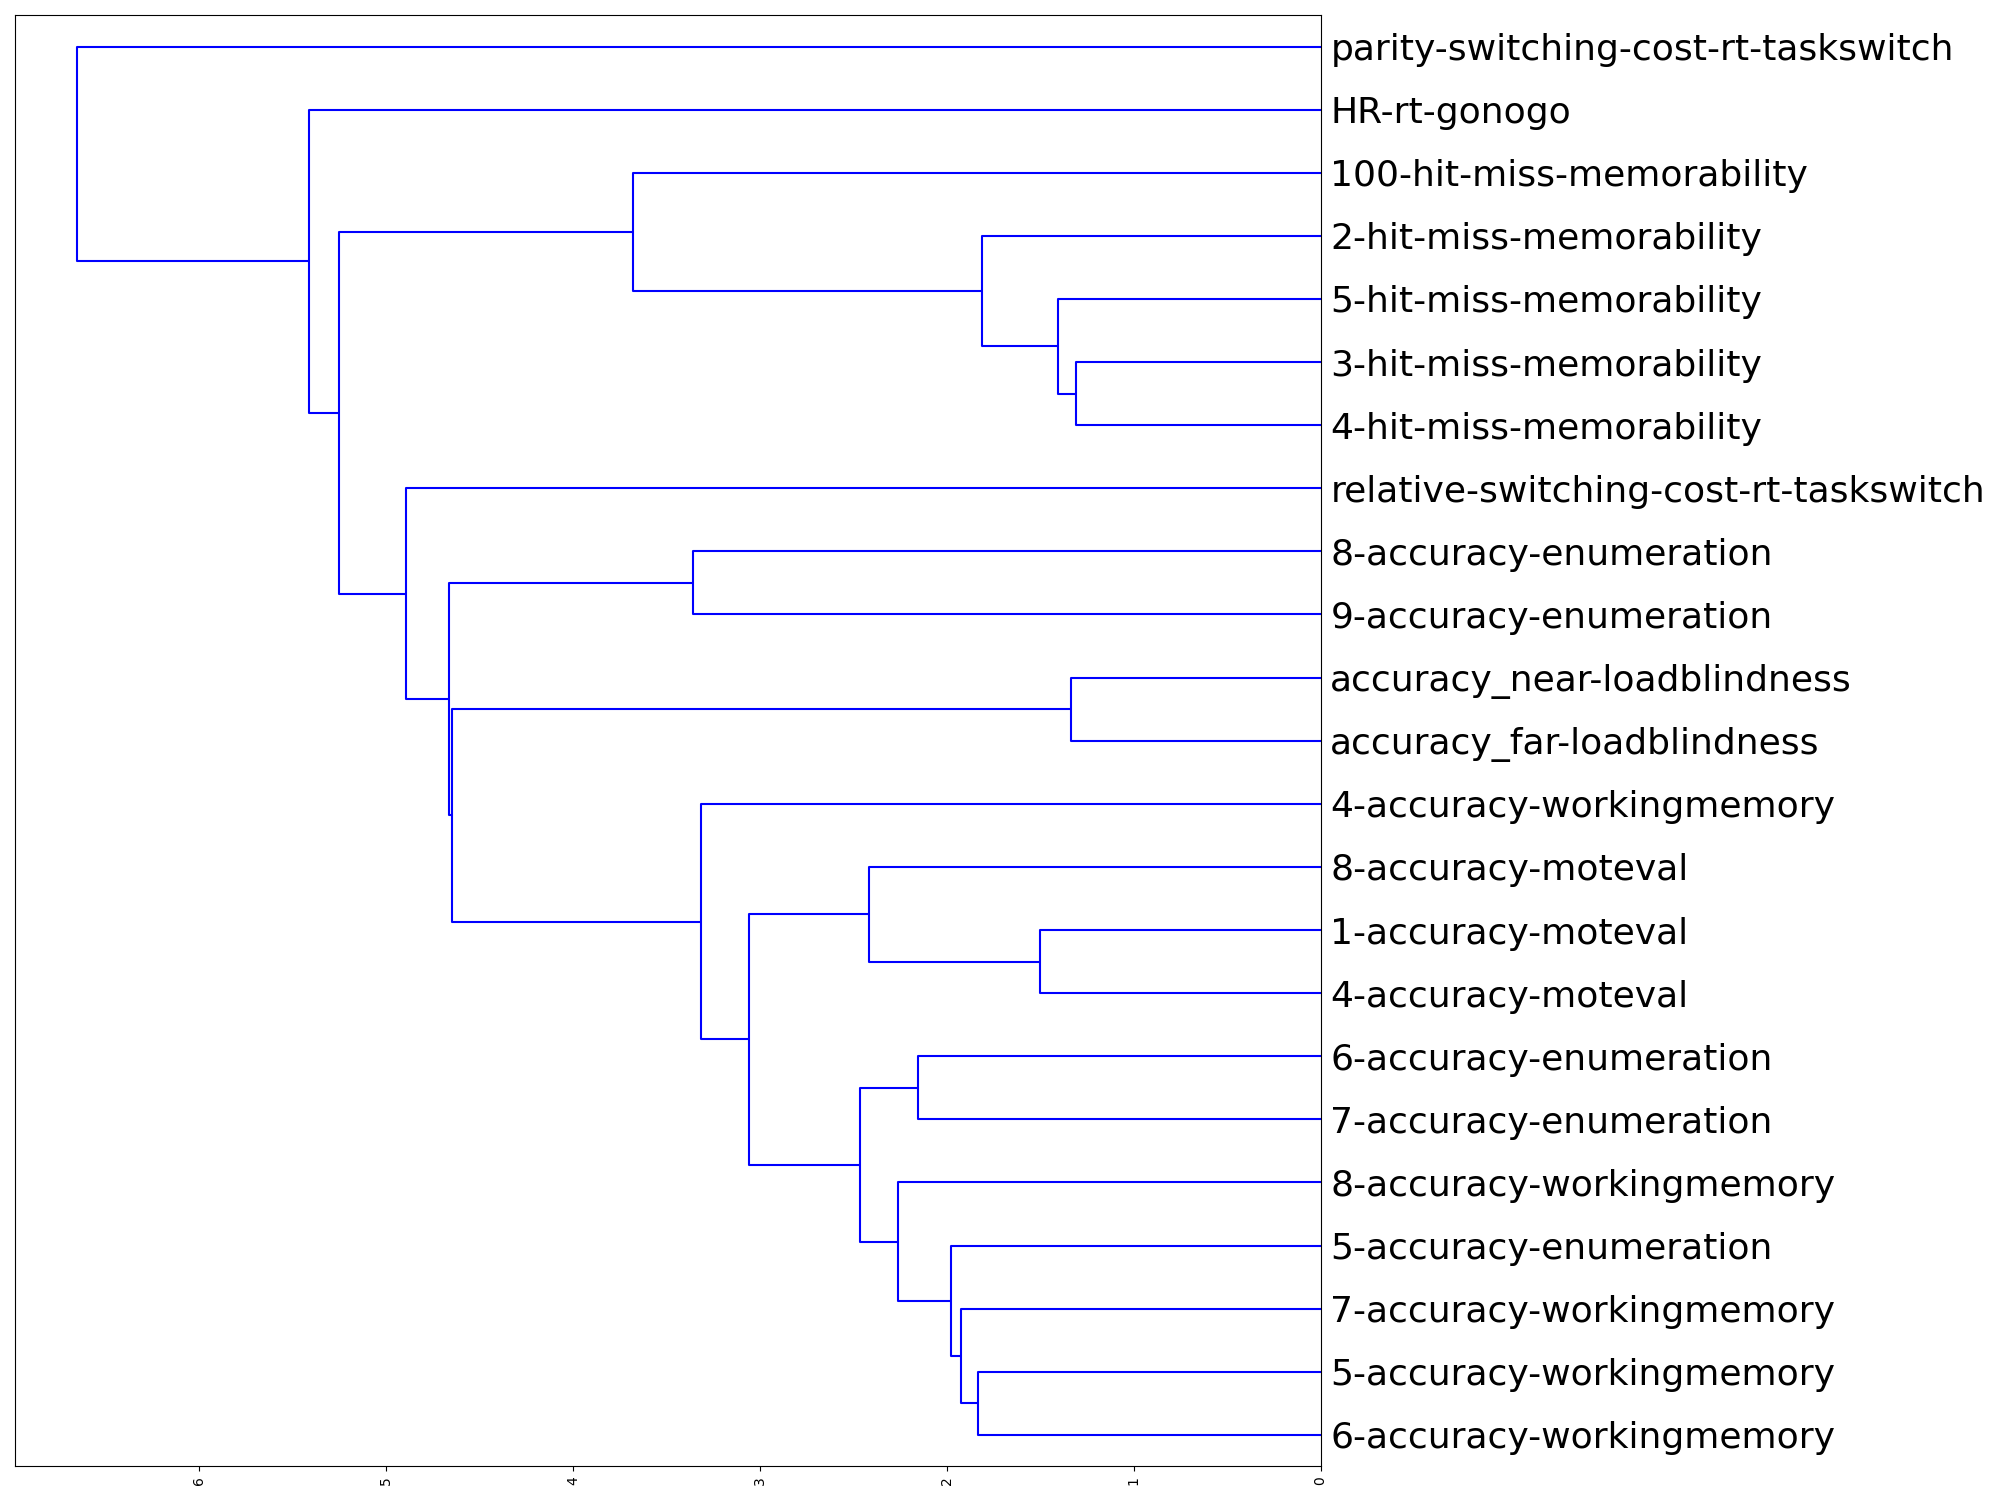 parity-switching-cost-rt-taskswitch
HR-rt-gonogo
100-hit-miss-memorability
2-hit-miss-memorability
5-hit-miss-memorability
3-hit-miss-memorability
4-hit-miss-memorability
relative-switching-cost-rt-taskswitch
8-accuracy-enumeration
9-accuracy-enumeration
accuracy_near-loadblindness
accuracy_far-loadblindness
4-accuracy-workingmemory
8-accuracy-moteval
1-accuracy-moteval
4-accuracy-moteval
6-accuracy-enumeration
7-accuracy-enumeration
8-accuracy-workingmemory
5-accuracy-enumeration
7-accuracy-workingmemory
5-accuracy-workingmemory
6-accuracy-workingmemory
6 5 4 3 2 1 0